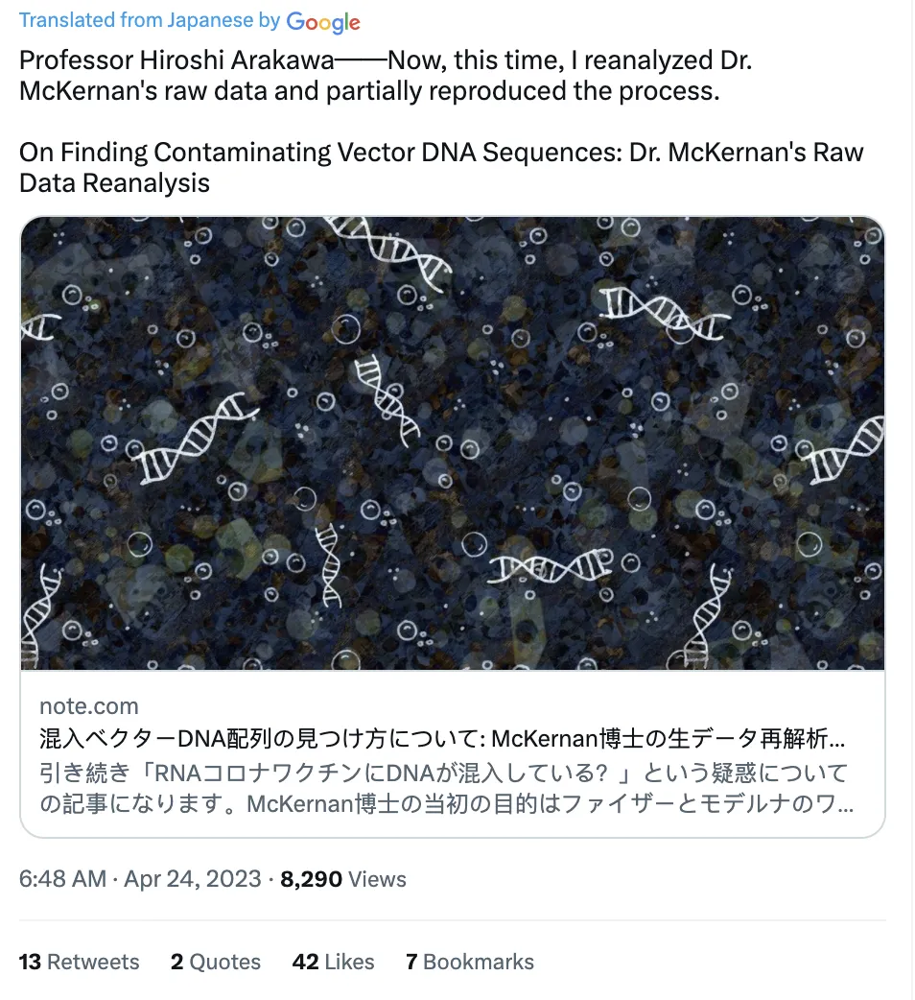 Translated from Japanese by Google
Professor Hiroshi Arakawa——Now, this time, I reanalyzed Dr.
McKernan's raw data and partially reproduced the process.
On Finding Contaminating Vector DNA Sequences: Dr. McKernan's Raw
Data Reanalysis
note.com
混入ベクターDNA配列の見つけ方について: McKernan博士の生データ再解析...
引き続き「RNAコロナワクチンにDNAが混入している？」という疑惑について
の記事になります。McKernan博士の当初の目的はファイザーとモデルナのワ...
6:48 AM · Apr 24, 2023 · 8,290 Views
13 Retweets 2 Quotes 42 Likes 7 Bookmarks